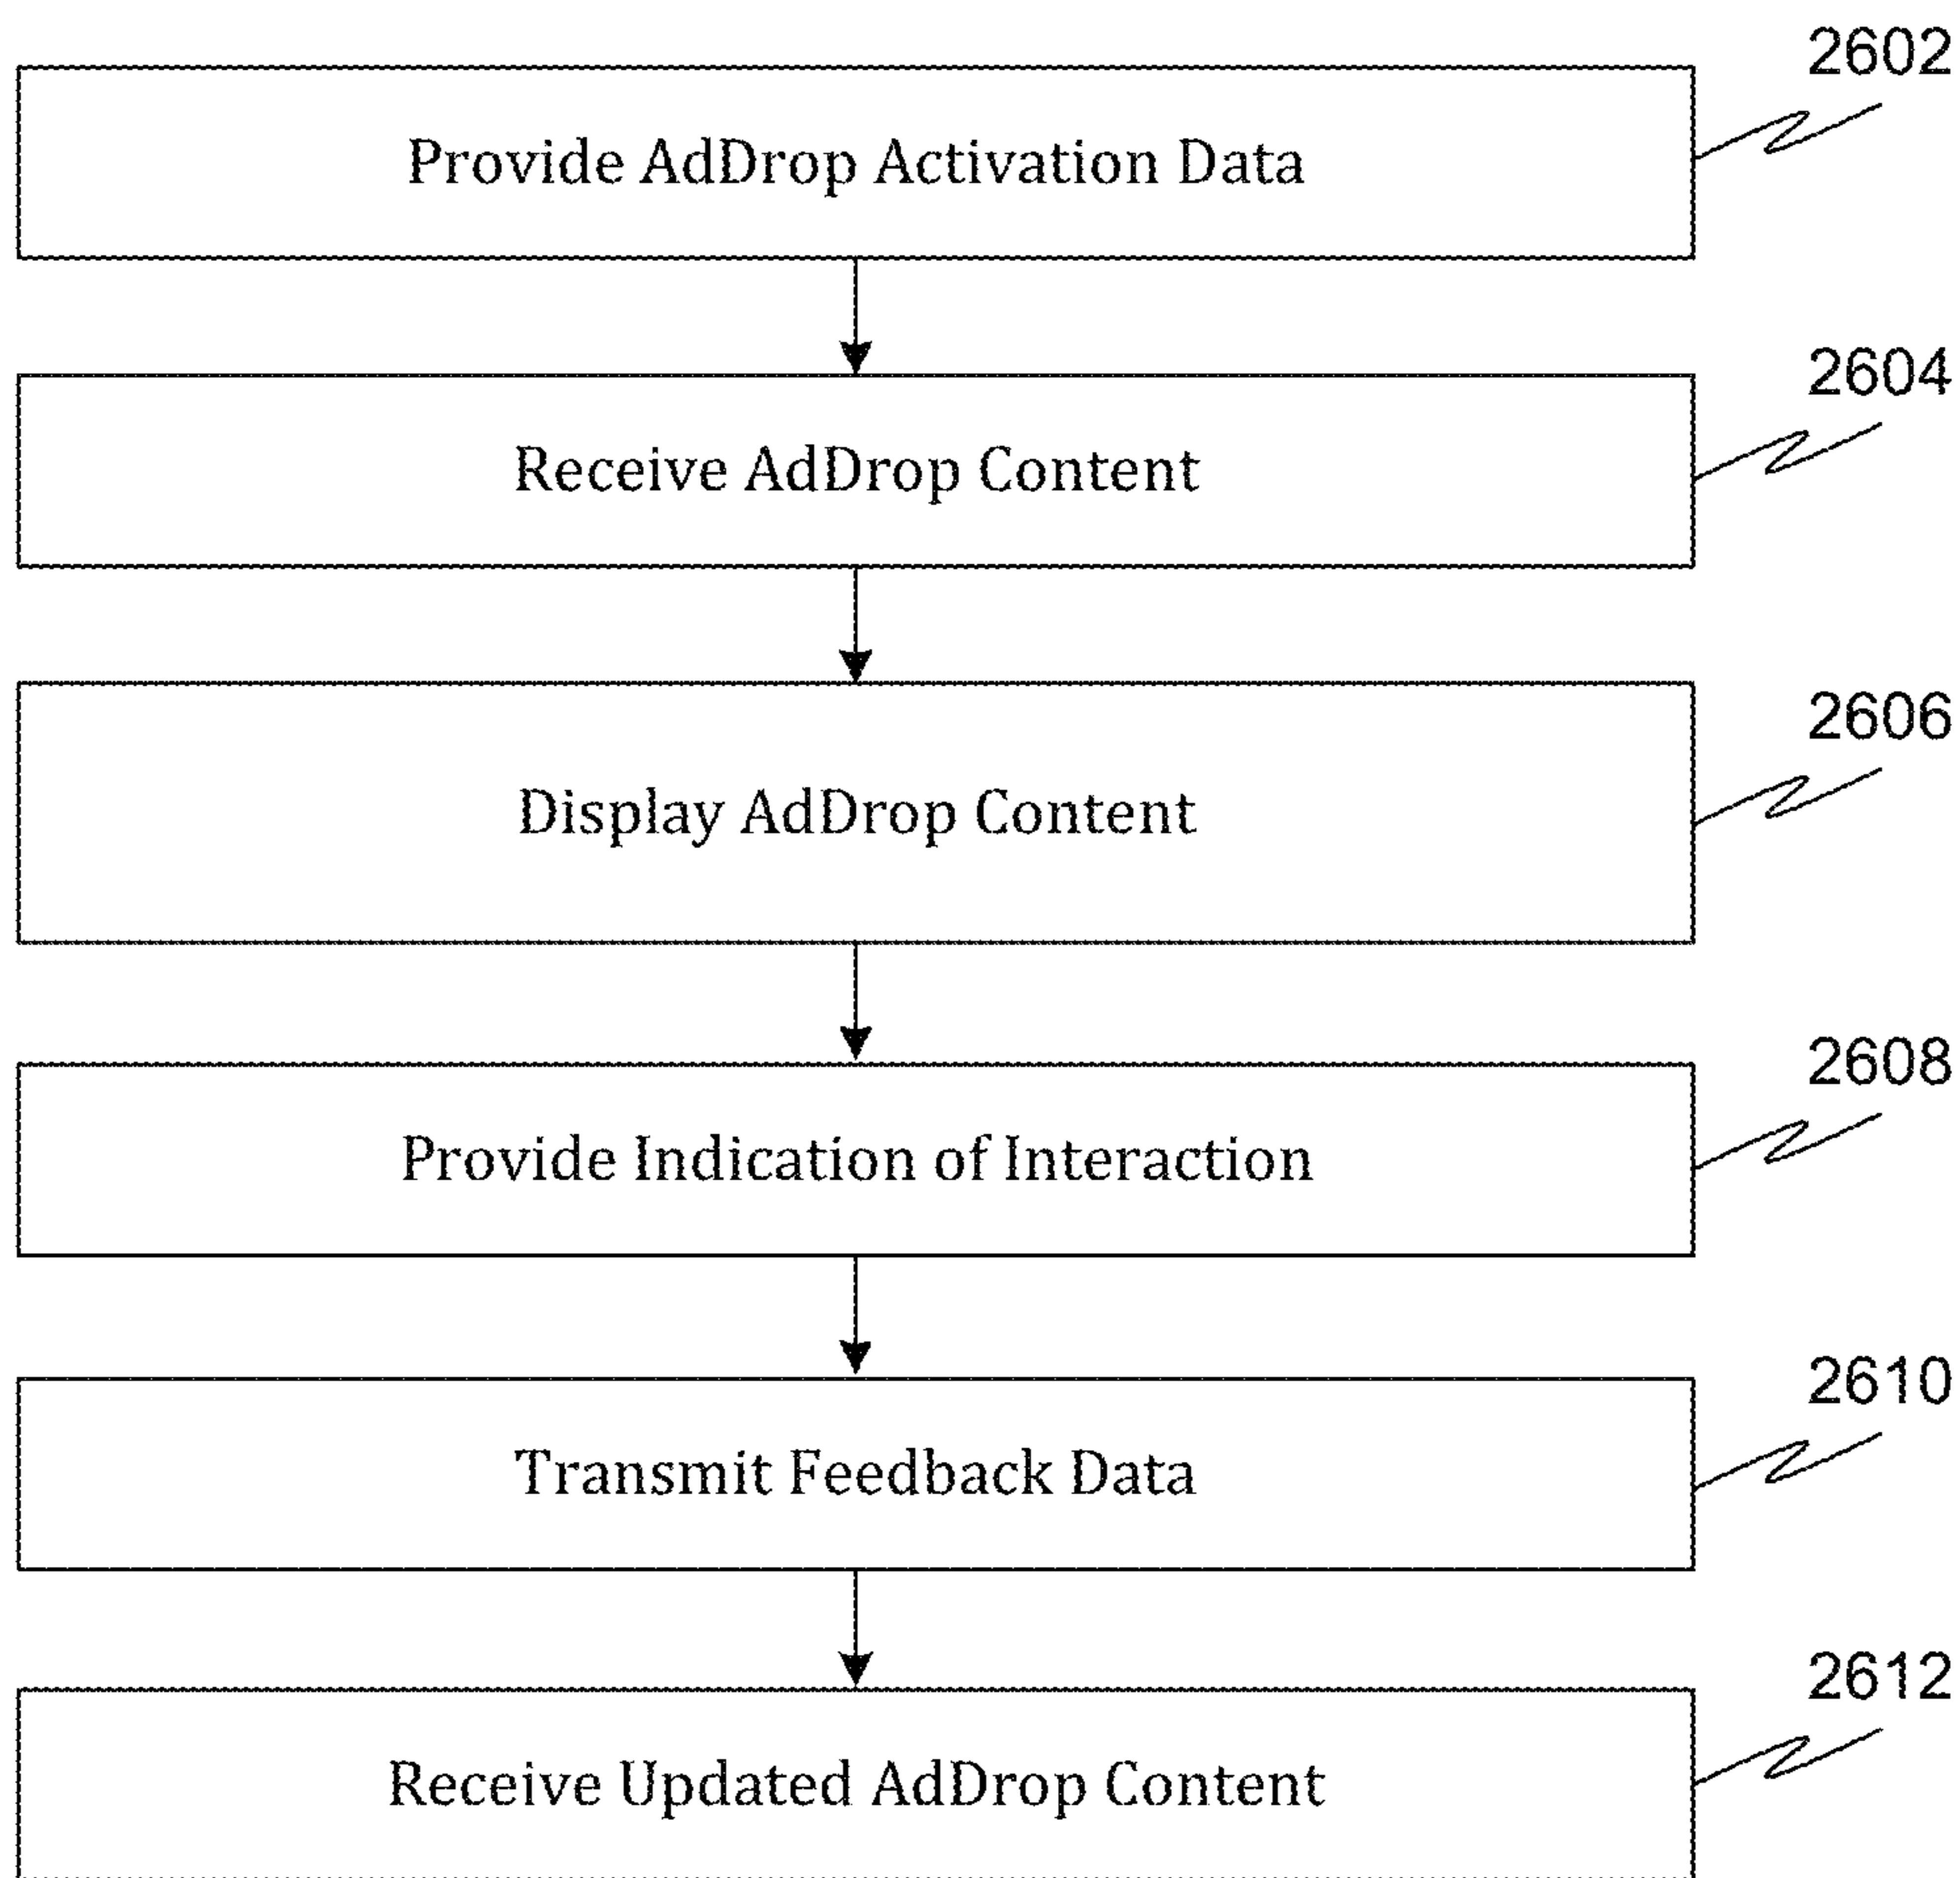 2602
Provide AdDrop Activation Data
2604
Receive AdDrop Content
2606
Display AdDrop Content
2608
Provide Indication of Interaction
2610
Transmit Feedback Data
2612
Receive Updated AdDrop Content